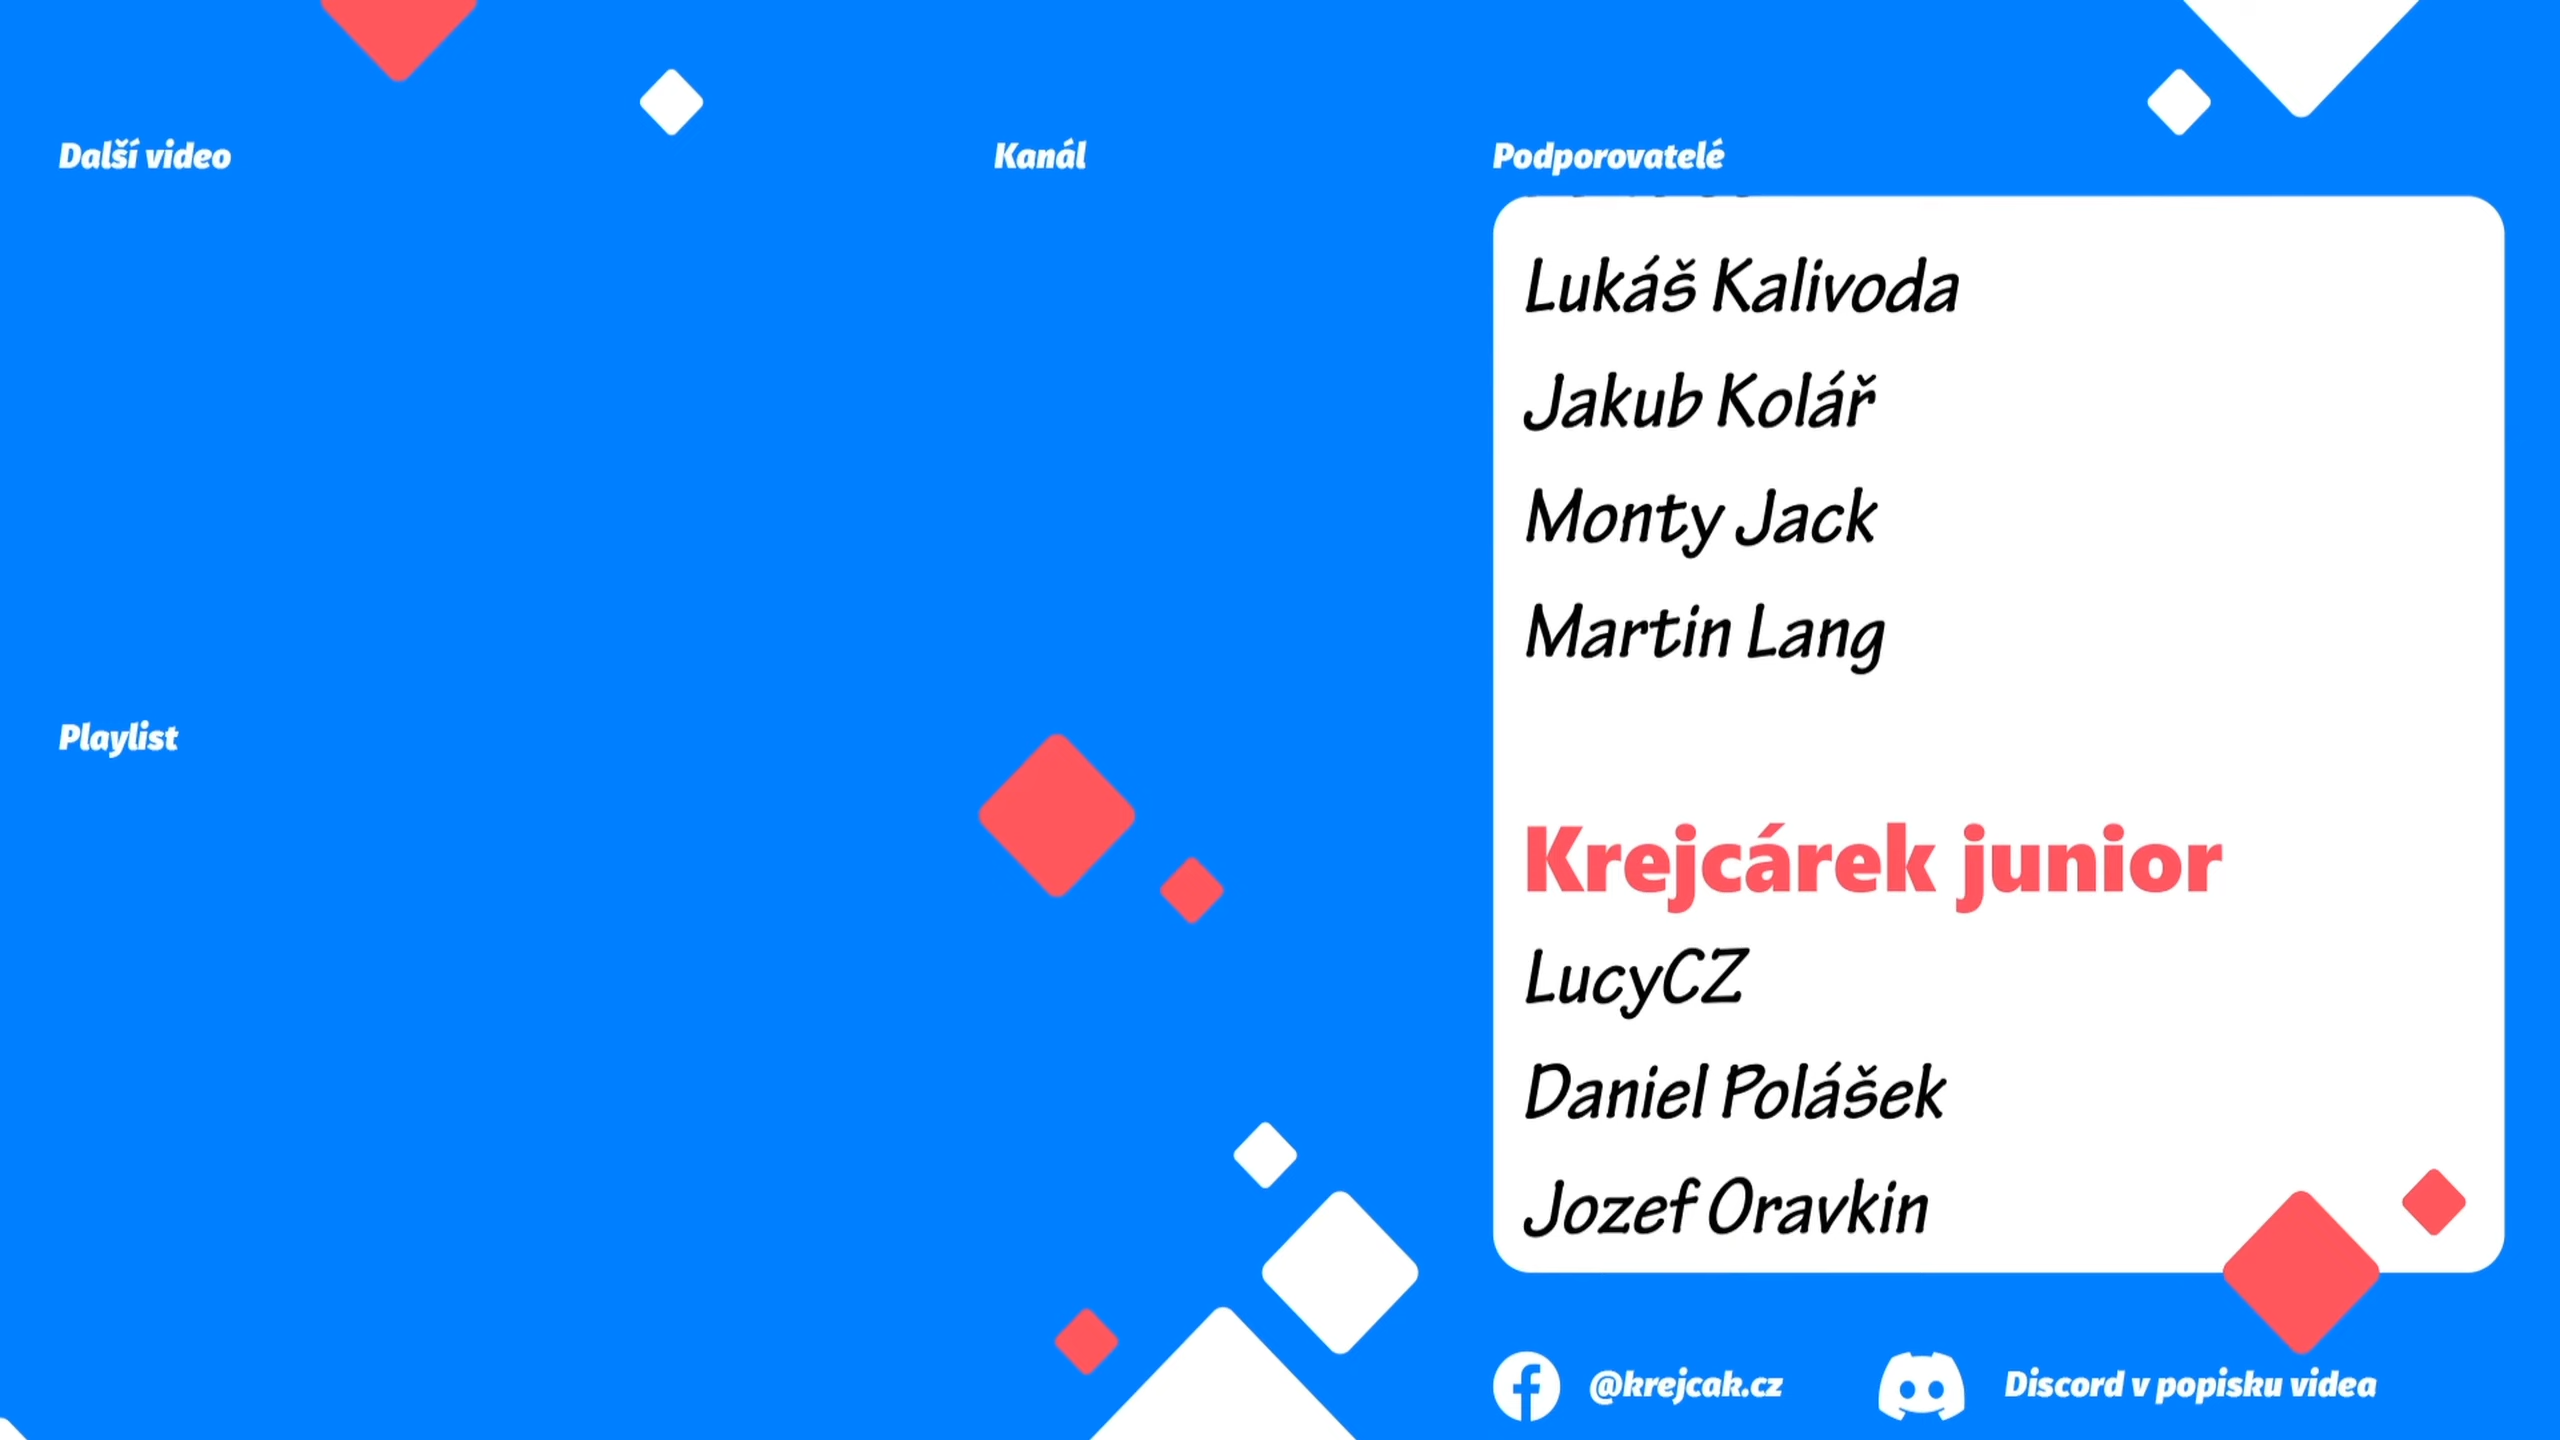 Další video
Kanál
Playlist
Podporovatelé
Lukáš Kalivoda
Jakub Kolář
Monty Jack
Martin Lang
Krejcárek junior
LucyCZ
Daniel Polášek
Jozef Oravkin
@krejcak.cz
Discord v popisku videa